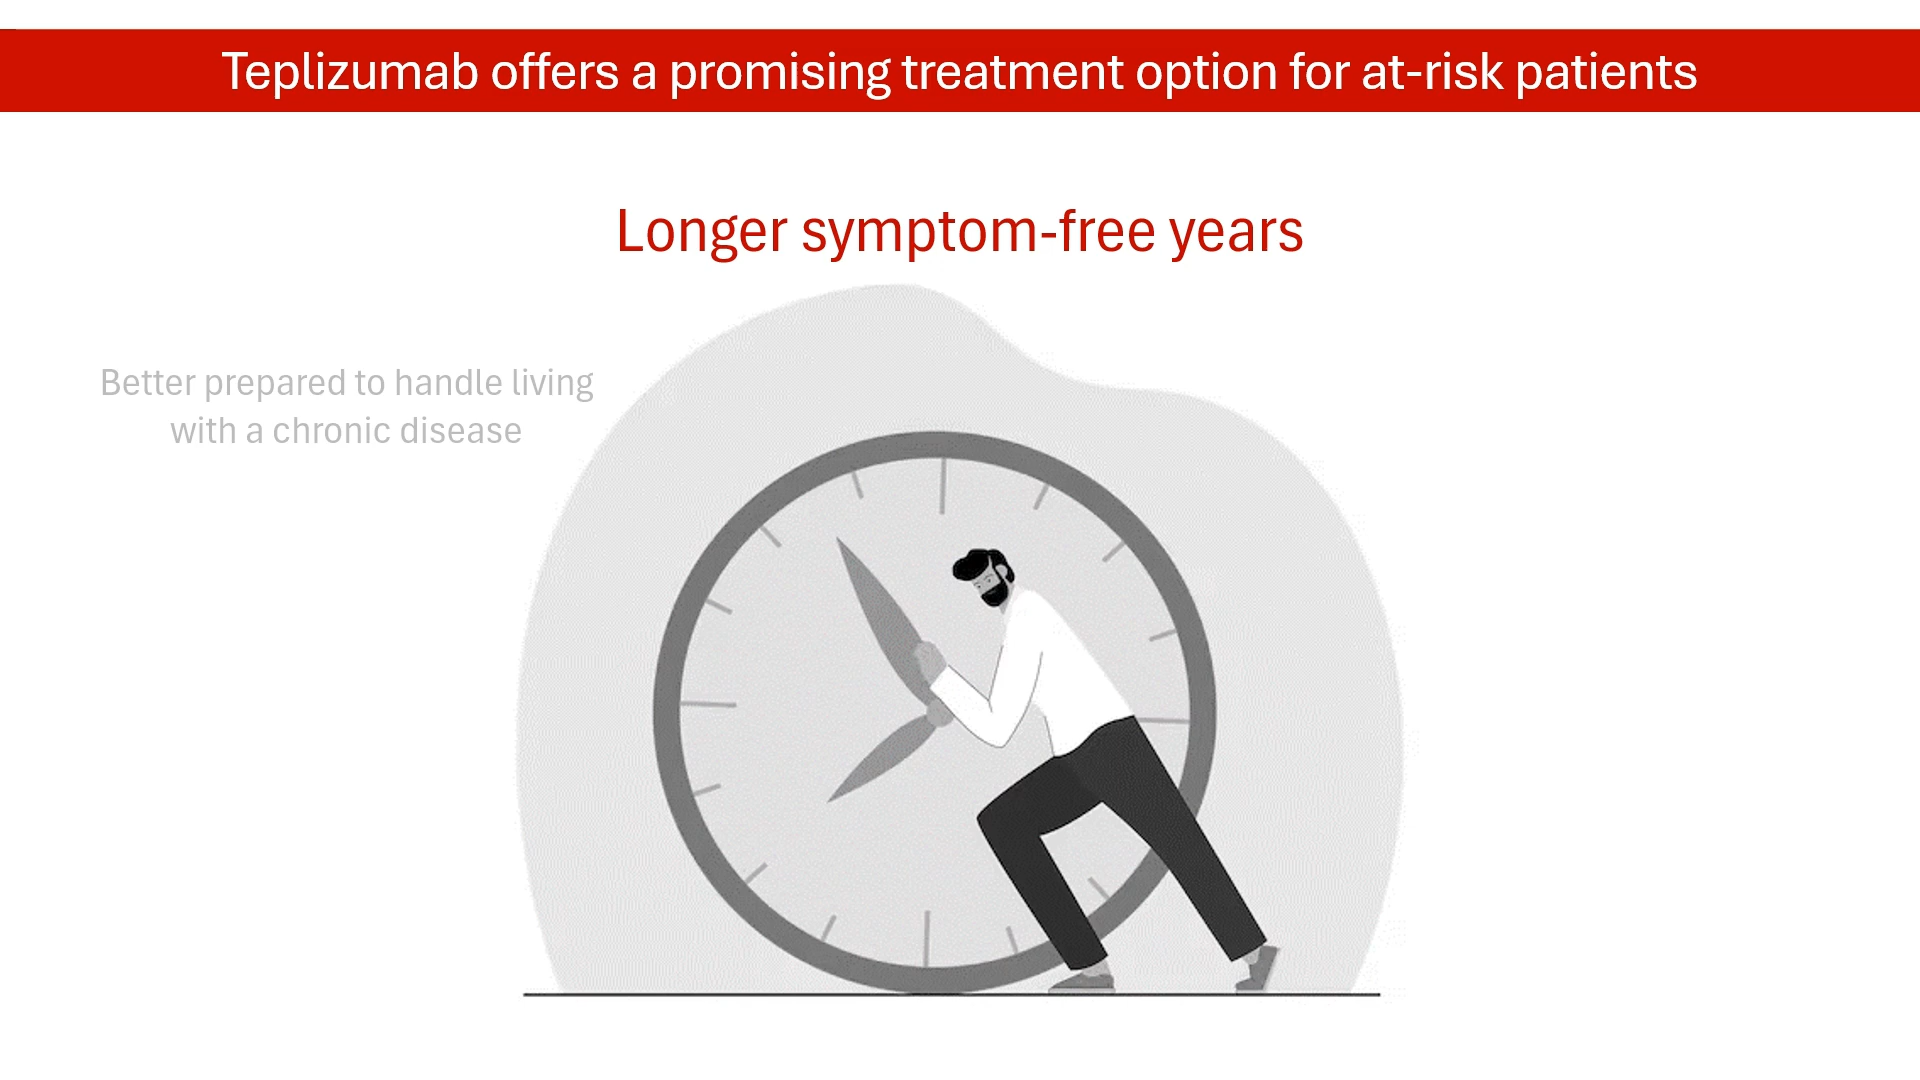 Teplizumab offers a promising treatment option for at-risk patients
Longer symptom-free years
Better prepared to handle living
with a chronic disease